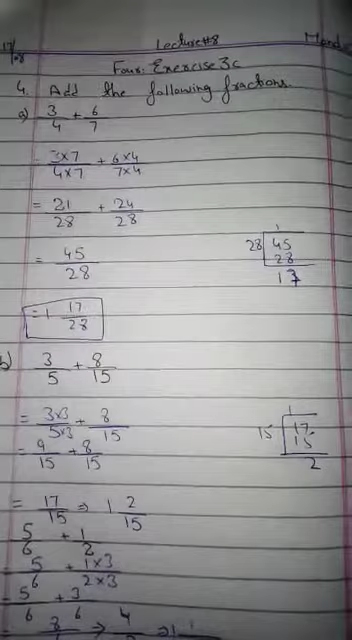 17/08 Lecture#8
Four: Exercise 3c
4. Add the following fractions.
a) 3/4 + 6/7
= 3×7/4×7 + 6×4/7×4
= 21/28 + 24/28
= 45/28
28 45 1
28
17
= 1 17/28
b) 3/5 + 8/15
= 3×3/5×3 + 8/15
= 9/15 + 8/15
15 17 1
15
2
= 17/15 ⇒ 1 2/15
5/6 + 1/2
= 5/6 + 1×3/2×3
= 5/6 + 3/6